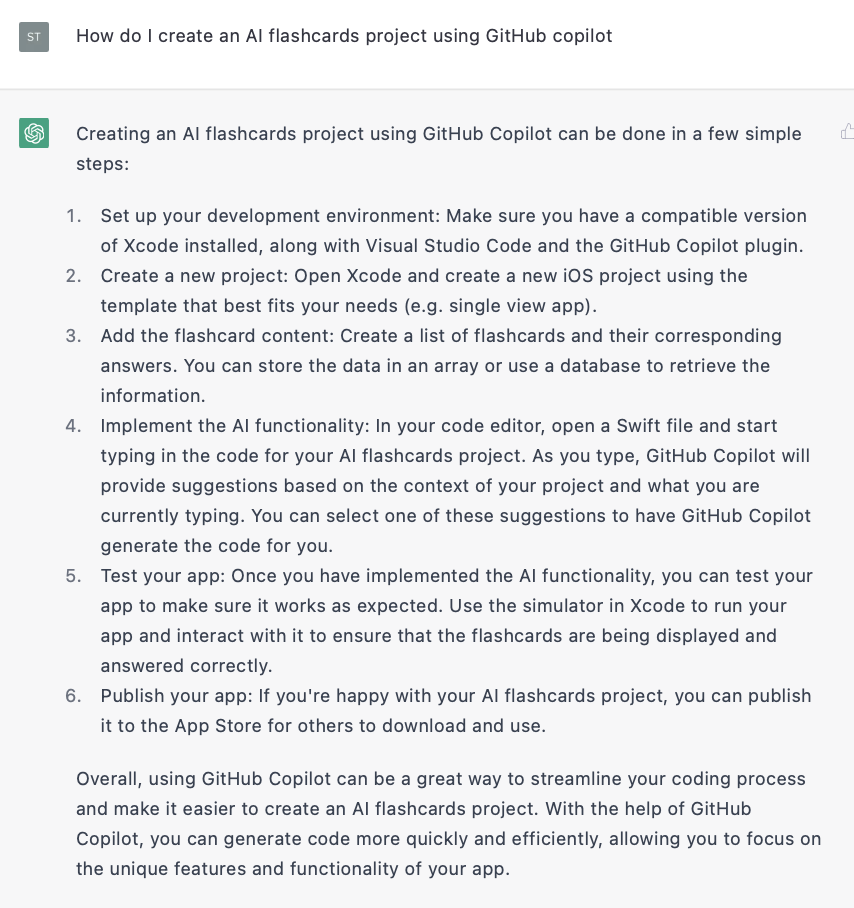 ST
How do I create an AI flashcards project using GitHub copilot
Creating an AI flashcards project using GitHub Copilot can be done in a few simple
steps:
1. Set up your development environment: Make sure you have a compatible version
of Xcode installed, along with Visual Studio Code and the GitHub Copilot plugin.
2. Create a new project: Open Xcode and create a new iOS project using the
template that best fits your needs (e.g. single view app).
3. Add the flashcard content: Create a list of flashcards and their corresponding
answers. You can store the data in an array or use a database to retrieve the
information.
4. Implement the AI functionality: In your code editor, open a Swift file and start
typing in the code for your AI flashcards project. As you type, GitHub Copilot will
provide suggestions based on the context of your project and what you are
currently typing. You can select one of these suggestions to have GitHub Copilot
generate the code for you.
5. Test your app: Once you have implemented the AI functionality, you can test your
app to make sure it works as expected. Use the simulator in Xcode to run your
app and interact with it to ensure that the flashcards are being displayed and
answered correctly.
6. Publish your app: If you're happy with your AI flashcards project, you can publish
it to the App Store for others to download and use.
Overall, using GitHub Copilot can be a great way to streamline your coding process
and make it easier to create an AI flashcards project. With the help of GitHub
Copilot, you can generate code more quickly and efficiently, allowing you to focus on
the unique features and functionality of your app.